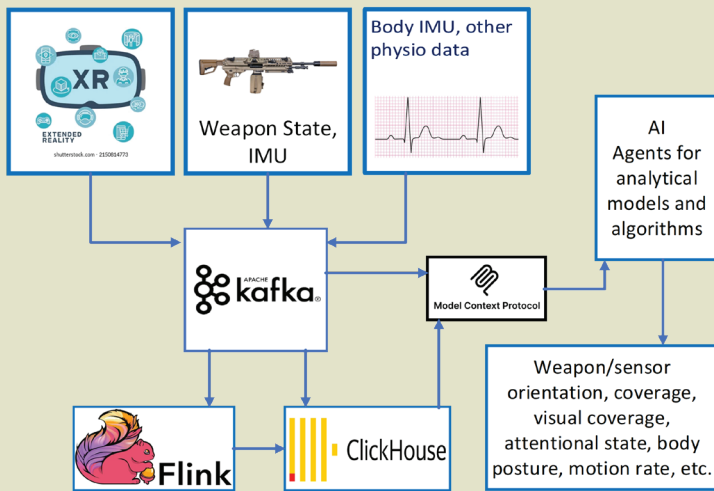 XR
EXTENDED
REALITY
shutterstock.com · 2150814773
Weapon State,
IMU
Body IMU, other
physio data
AI
Agents for
analytical
models and
algorithms
APACHE
kafka®
Model Context Protocol
Weapon/sensor
orientation, coverage,
visual coverage,
attentional state, body
posture, motion rate, etc.
Flink
ClickHouse